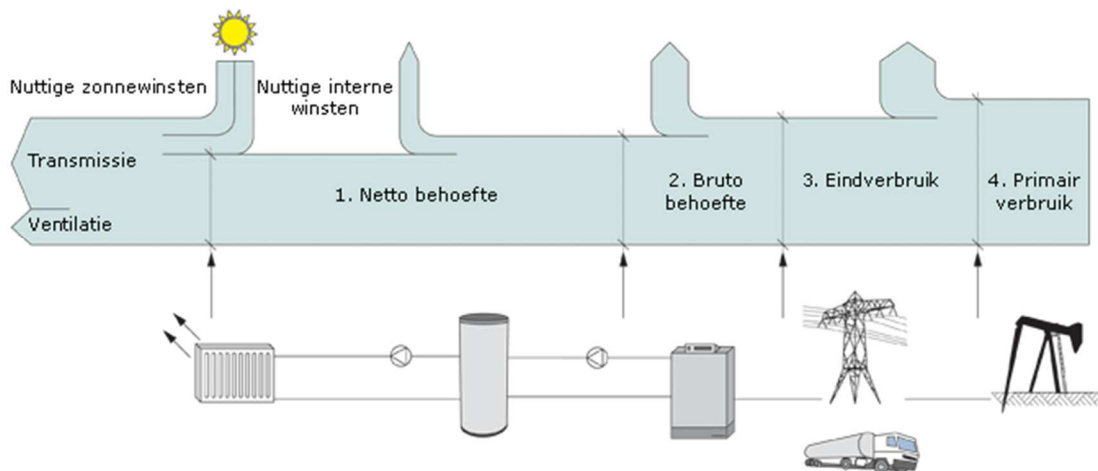 Nuttige zonnewinsten
Nuttige interne
winsten
Transmissie
Ventilatie
1. Netto behoefte
2. Bruto
behoefte
3. Eindverbruik
4. Primair
verbruik